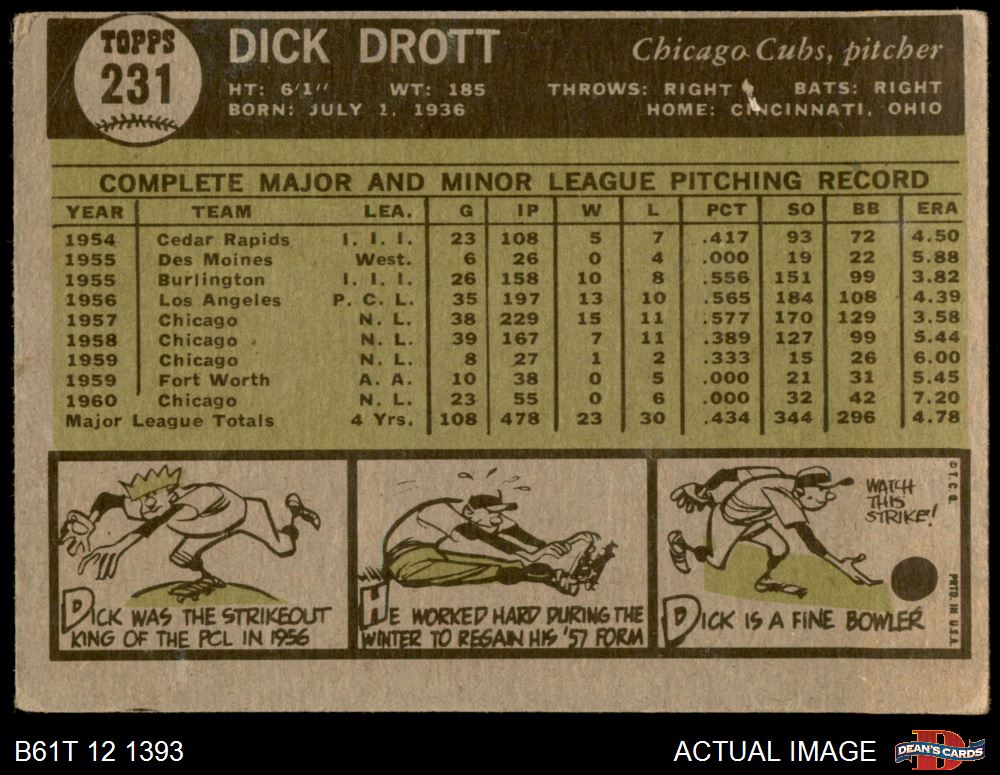 TOPPS
231
DICK DROTT
Chicago Cubs, pitcher
HT: 6'1" WT: 185 THROWS: RIGHT BATS: RIGHT
BORN: JULY 1, 1936 HOME: CINCINNATI, OHIO
COMPLETE MAJOR AND MINOR LEAGUE PITCHING RECORD
YEAR TEAM LEA. G IP W L PCT SO BB ERA
1954 Cedar Rapids I. I. I. 23 108 5 7 .417 93 72 4.50
1955 Des Moines West. 6 26 0 4 .000 19 22 5.88
1955 Burlington I. I. I. 26 158 10 8 .556 151 99 3.82
1956 Los Angeles P. C. L. 35 197 13 10 .565 184 108 4.39
1957 Chicago N. L. 38 229 15 11 .577 170 129 3.58
1958 Chicago N. L. 39 167 7 11 .389 127 99 5.44
1959 Chicago N. L. 8 27 1 2 .333 15 26 6.00
1959 Fort Worth A. A. 10 38 0 5 .000 21 31 5.45
1960 Chicago N. L. 23 55 0 6 .000 32 42 7.20
Major League Totals 4 Yrs. 108 478 23 30 .434 344 296 4.78
DICK WAS THE STRIKEOUT
KING OF THE PCL IN 1956
HE WORKED HARD DURING THE
WINTER TO REGAIN HIS '57 FORM
WATCH
THIS
STRIKE!
DICK IS A FINE BOWLER
© T. C. G.
PRTD. IN U.S.A.
B61T 12 1393
ACTUAL IMAGE
DEAN'S CARDS